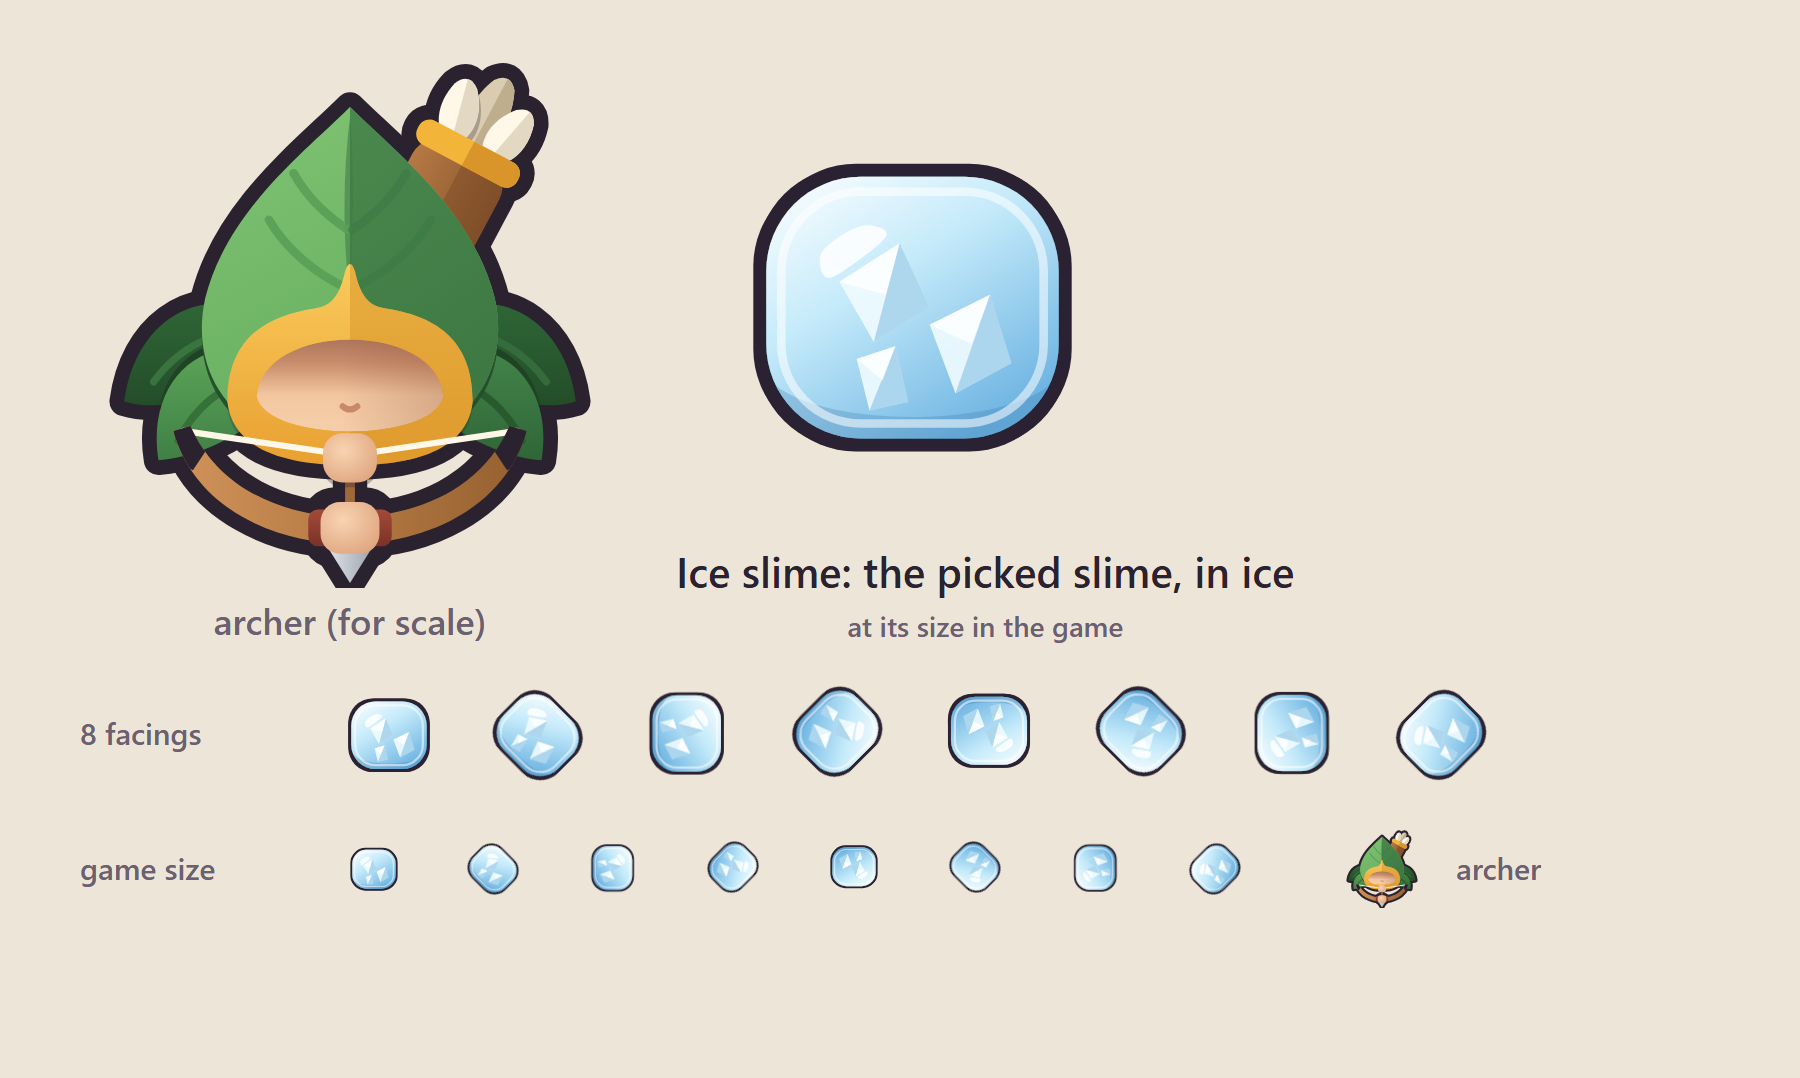 Ice slime: the picked slime, in ice
archer (for scale)
at its size in the game
8 facings
game size
archer